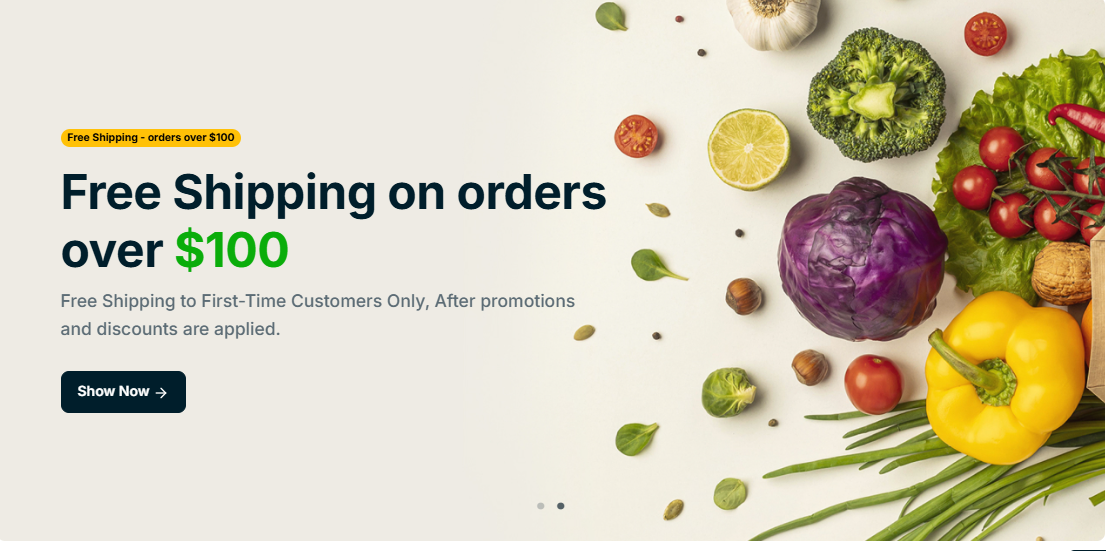 Free Shipping - orders over $100
Free Shipping on orders
over $100
Free Shipping to First-Time Customers Only, After promotions
and discounts are applied.
Show Now →